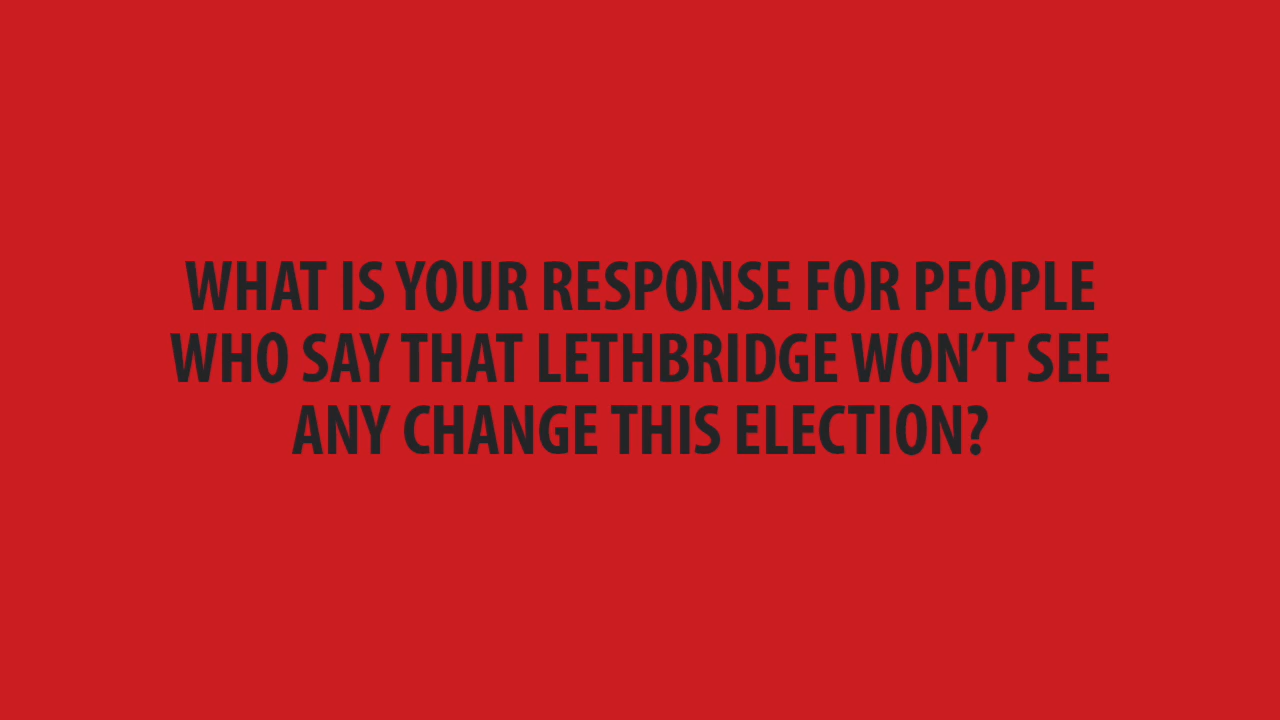 WHAT IS YOUR RESPONSE FOR PEOPLE
WHO SAY THAT LETHBRIDGE WON’T SEE
ANY CHANGE THIS ELECTION?